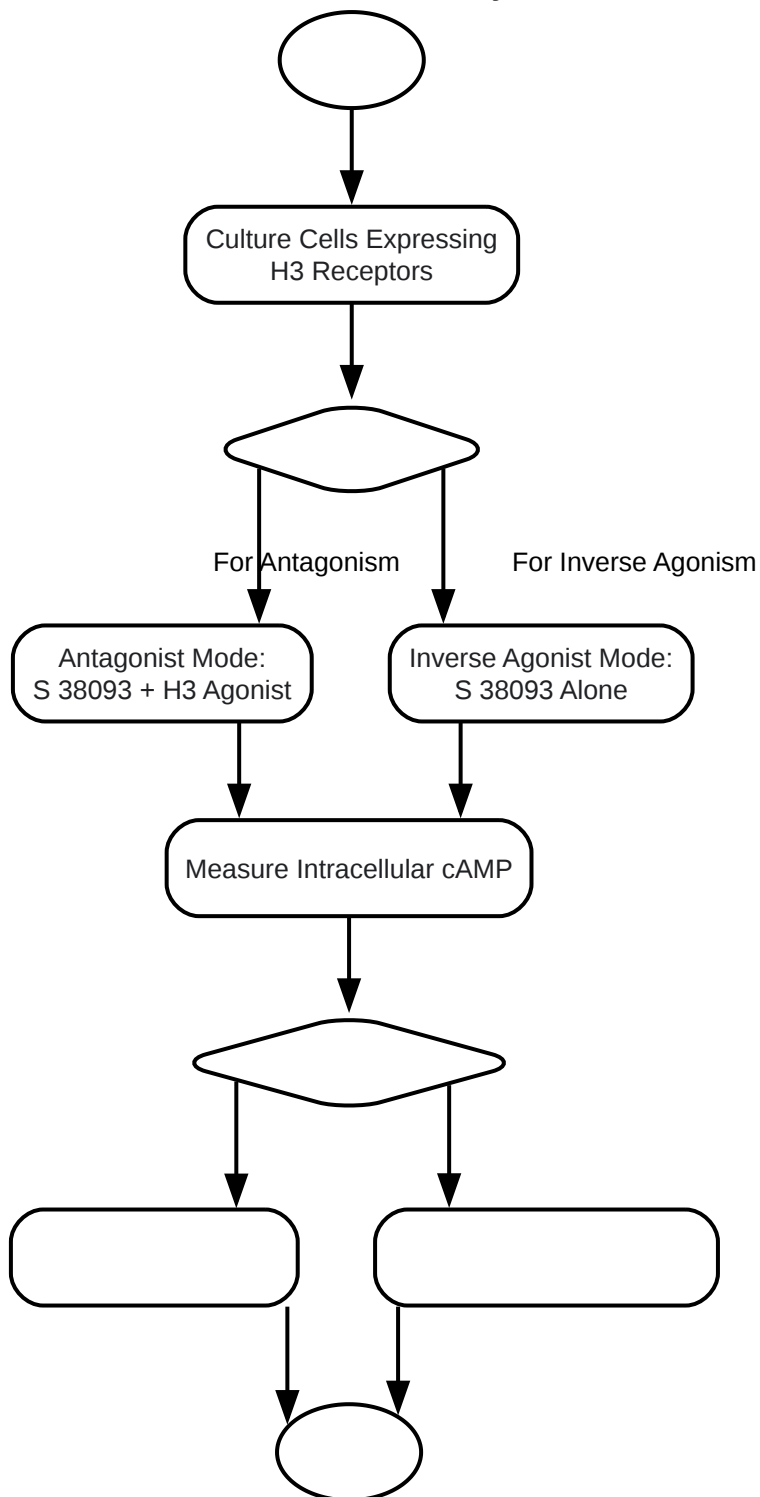 Culture Cells Expressing
H3 Receptors
For Antagonism
For Inverse Agonism
Antagonist Mode:
S 38093 + H3 Agonist
Inverse Agonist Mode:
S 38093 Alone
Measure Intracellular cAMP